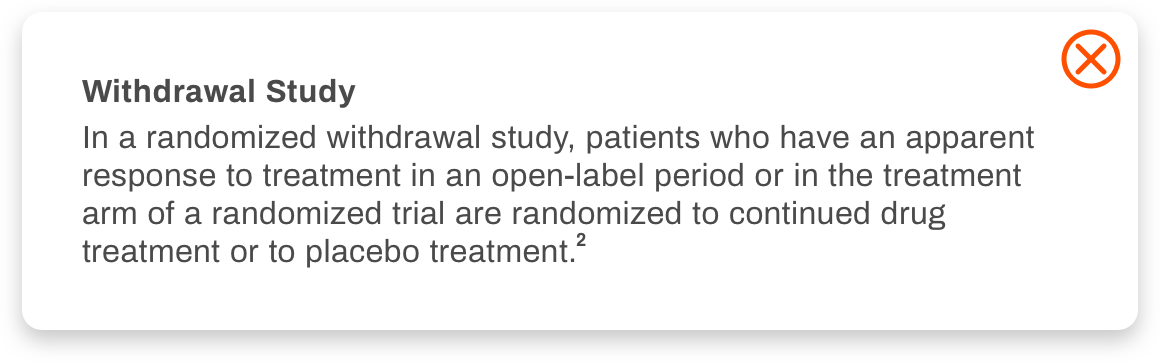 Withdrawal Study
In a randomized withdrawal study, patients who have an apparent
response to treatment in an open-label period or in the treatment
arm of a randomized trial are randomized to continued drug
treatment or to placebo treatment.²